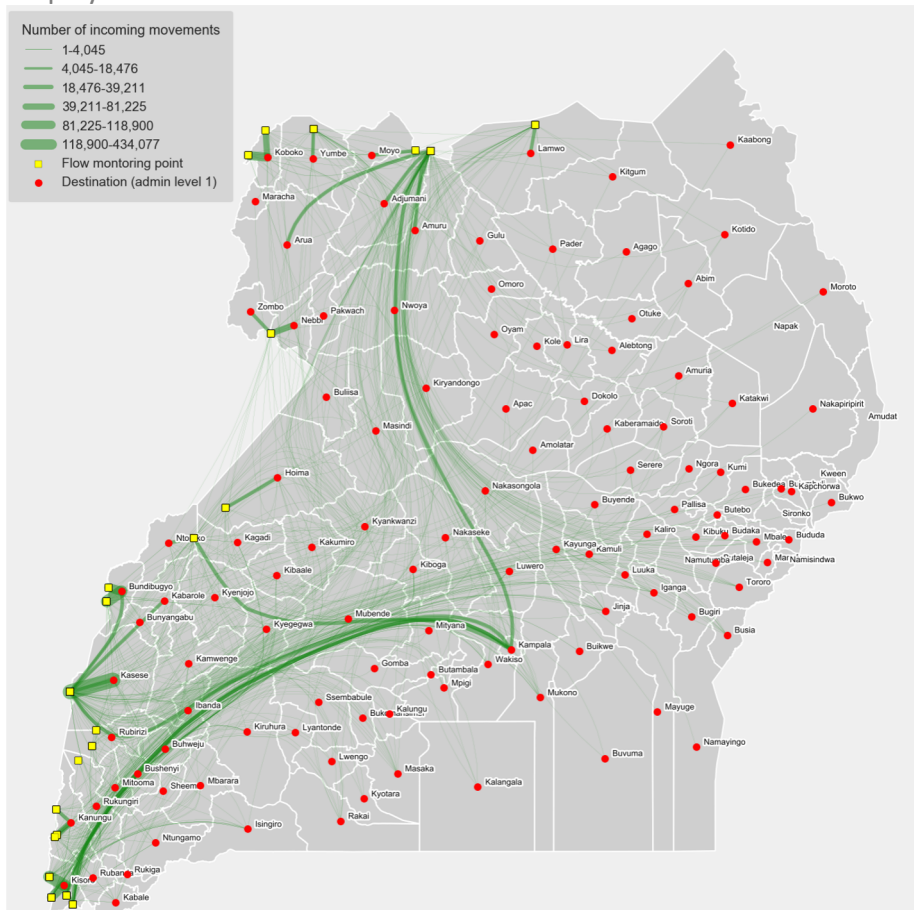 Number of incoming movements
1-4,045
4,045-18,476
18,476-39,211
39,211-81,225
81,225-118,900
118,900-434,077
Flow montoring point
Destination (admin level 1)
Kaabong
Koboko
Yumbe
Moyo
Lamwo
Kitgum
Maracha
Adjumani
Arua
Amuru
Gulu
Pader
Agago
Kotido
Abim
Moroto
Omoro
Zombo
Nebbi
Pakwach
Nwoya
Otuke
Napak
Oyam
Kole
Lira
Alebtong
Amuria
Kiryandongo
Buliisa
Apac
Dokolo
Katakwi
Nakapiripirit
Amudat
Masindi
Kaberamaido
Soroti
Amolatar
Hoima
Serere
Ngora
Kumi
Kween
Bukedea
Kapchorwa
Bukwo
Nakasongola
Buyende
Pallisa
Butebo
Sironko
Kyankwanzi
Nakaseke
Kaliro
Kibuku
Budaka
Mbale
Bududa
Kagadi
Kakumiro
Kayunga
Kamuli
Namisindwa
Kibaale
Kiboga
Luwero
Luuka
Iganga
Tororo
Bundibugyo
Kabarole
Kyenjojo
Bunyangabu
Mubende
Jinja
Bugiri
Kyegegwa
Mityana
Busia
Kampala
Buikwe
Kamwenge
Wakiso
Gomba
Butambala
Kasese
Mpigi
Mukono
Ssembabule
Ibanda
Kalungu
Mayuge
Rubirizi
Kiruhura
Lyantonde
Buhweju
Namayingo
Buvuma
Lwengo
Masaka
Bushenyi
Mitooma
Mbarara
Kalangala
Kyotara
Rukungiri
Kanungu
Rakai
Isingiro
Ntungamo
Rukiga
Kabale